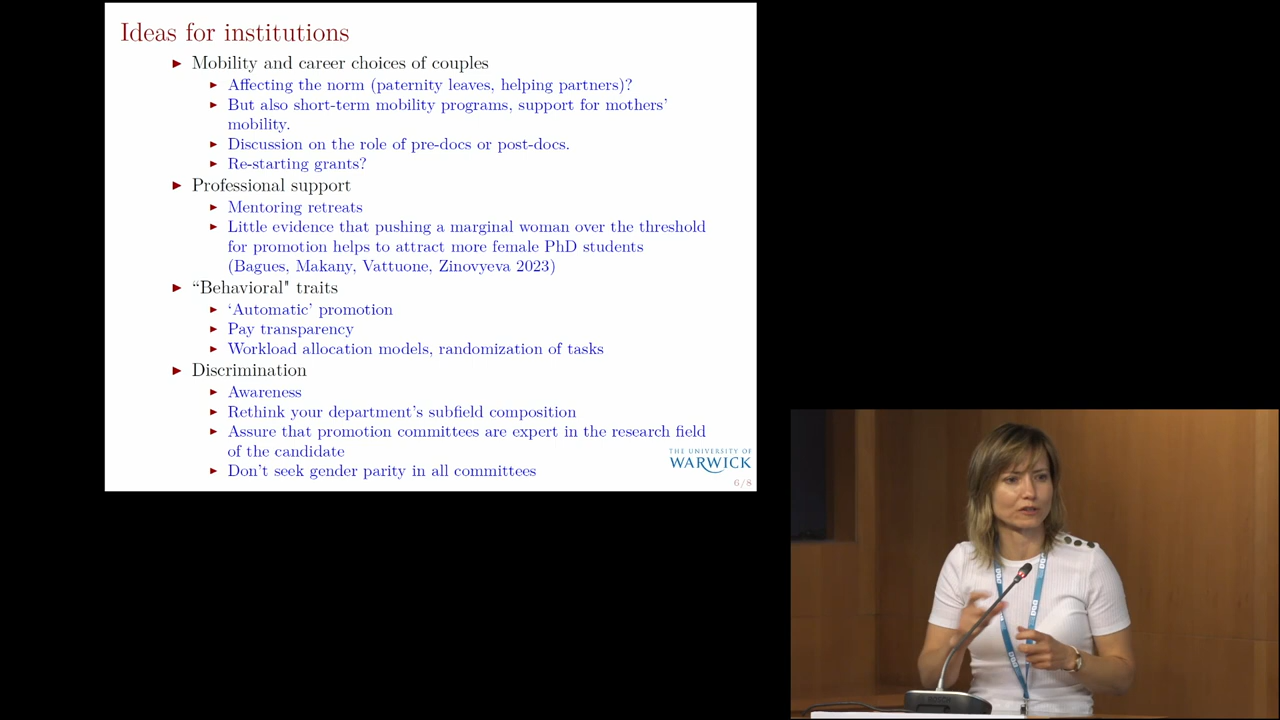 Ideas for institutions
▶ Mobility and career choices of couples
▶ Affecting the norm (paternity leaves, helping partners)?
▶ But also short-term mobility programs, support for mothers'
mobility.
▶ Discussion on the role of pre-docs or post-docs.
▶ Re-starting grants?
▶ Professional support
▶ Mentoring retreats
▶ Little evidence that pushing a marginal woman over the threshold
for promotion helps to attract more female PhD students
(Bagues, Makany, Vattuone, Zinovyeva 2023)
▶ “Behavioral" traits
▶ ‘Automatic’ promotion
▶ Pay transparency
▶ Workload allocation models, randomization of tasks
▶ Discrimination
▶ Awareness
▶ Rethink your department's subfield composition
▶ Assure that promotion committees are expert in the research field
of the candidate
▶ Don't seek gender parity in all committees
THE UNIVERSITY OF
WARWICK
6/8